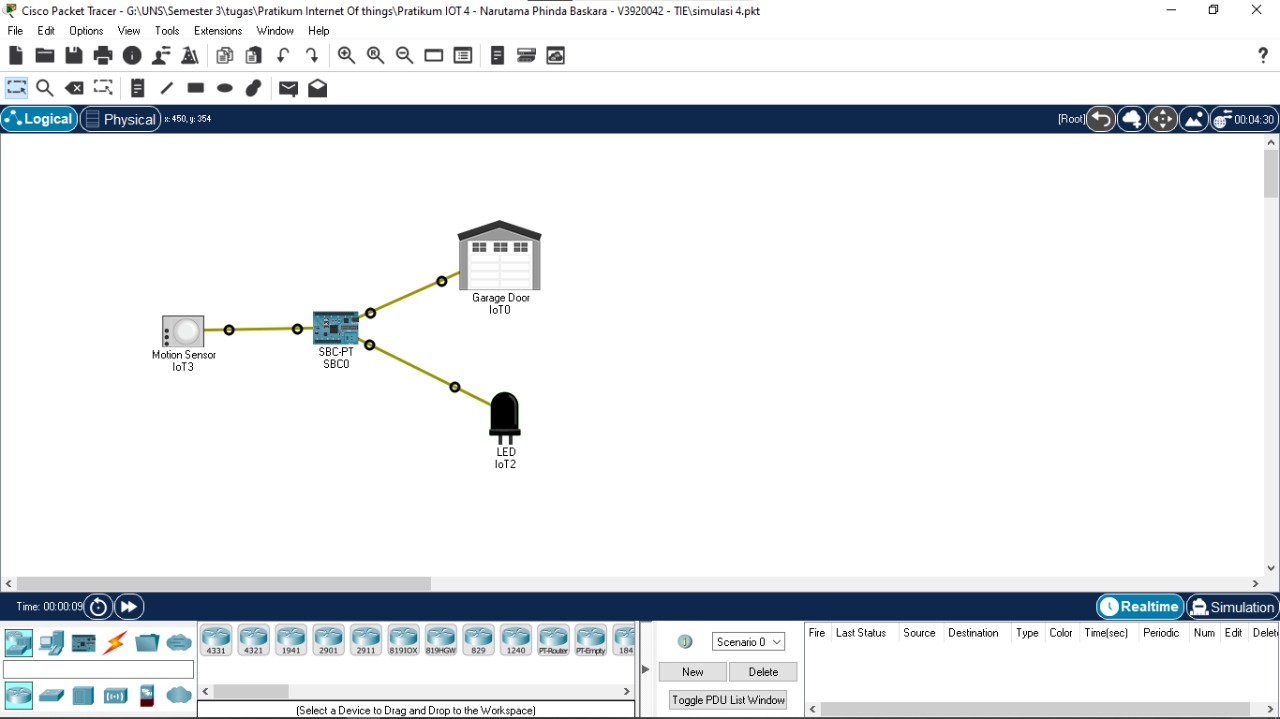 Cisco Packet Tracer - G:\UNS\Semester 3\tugas\Pratikum Internet Of things\Pratikum IOT 4 - Narutama Phinda Baskara - V3920042 - TIE\simulasi 4.pkt
File Edit Options View Tools Extensions Window Help
?
Logical Physical x: 450, y: 354 [Root] 00:04:30
Garage Door
IoT0
Motion Sensor
IoT3
SBC-PT
SBC0
LED
IoT2
Time: 00:00:09 Realtime Simulation
4331 4321 1941 2901 2911 819IOX 819HGW 829 1240 PT-Router PT-Empty 184
(Select a Device to Drag and Drop to the Workspace)
Scenario 0
New Delete
Toggle PDU List Window
Fire Last Status Source Destination Type Color Time(sec) Periodic Num Edit Delet